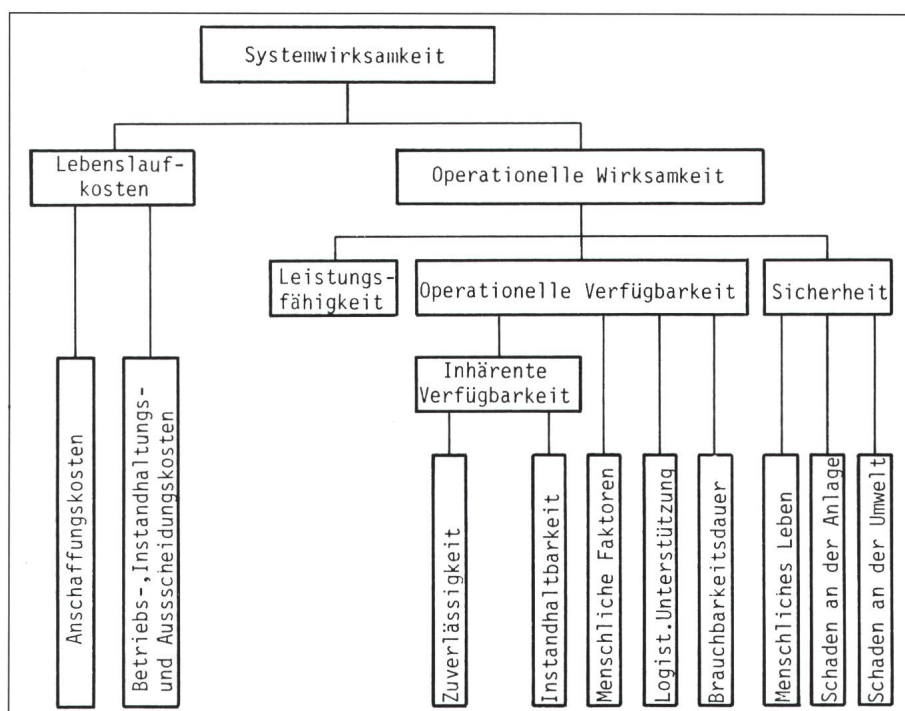 Systemwirksamkeit
Lebenslauf-
kosten
Operationelle Wirksamkeit
Leistungs-
fähigkeit
Operationelle Verfügbarkeit
Sicherheit
Inhärente
Verfügbarkeit
Anschaffungskosten
Betriebs-,Instandhaltungs-
und Aussscheidungskosten
Zuverlässigkeit
Instandhaltbarkeit
Menschliche Faktoren
Logist.Unterstützung
Brauchbarkeitsdauer
Menschliches Leben
Schaden an der Anlage
Schaden an der Umwelt